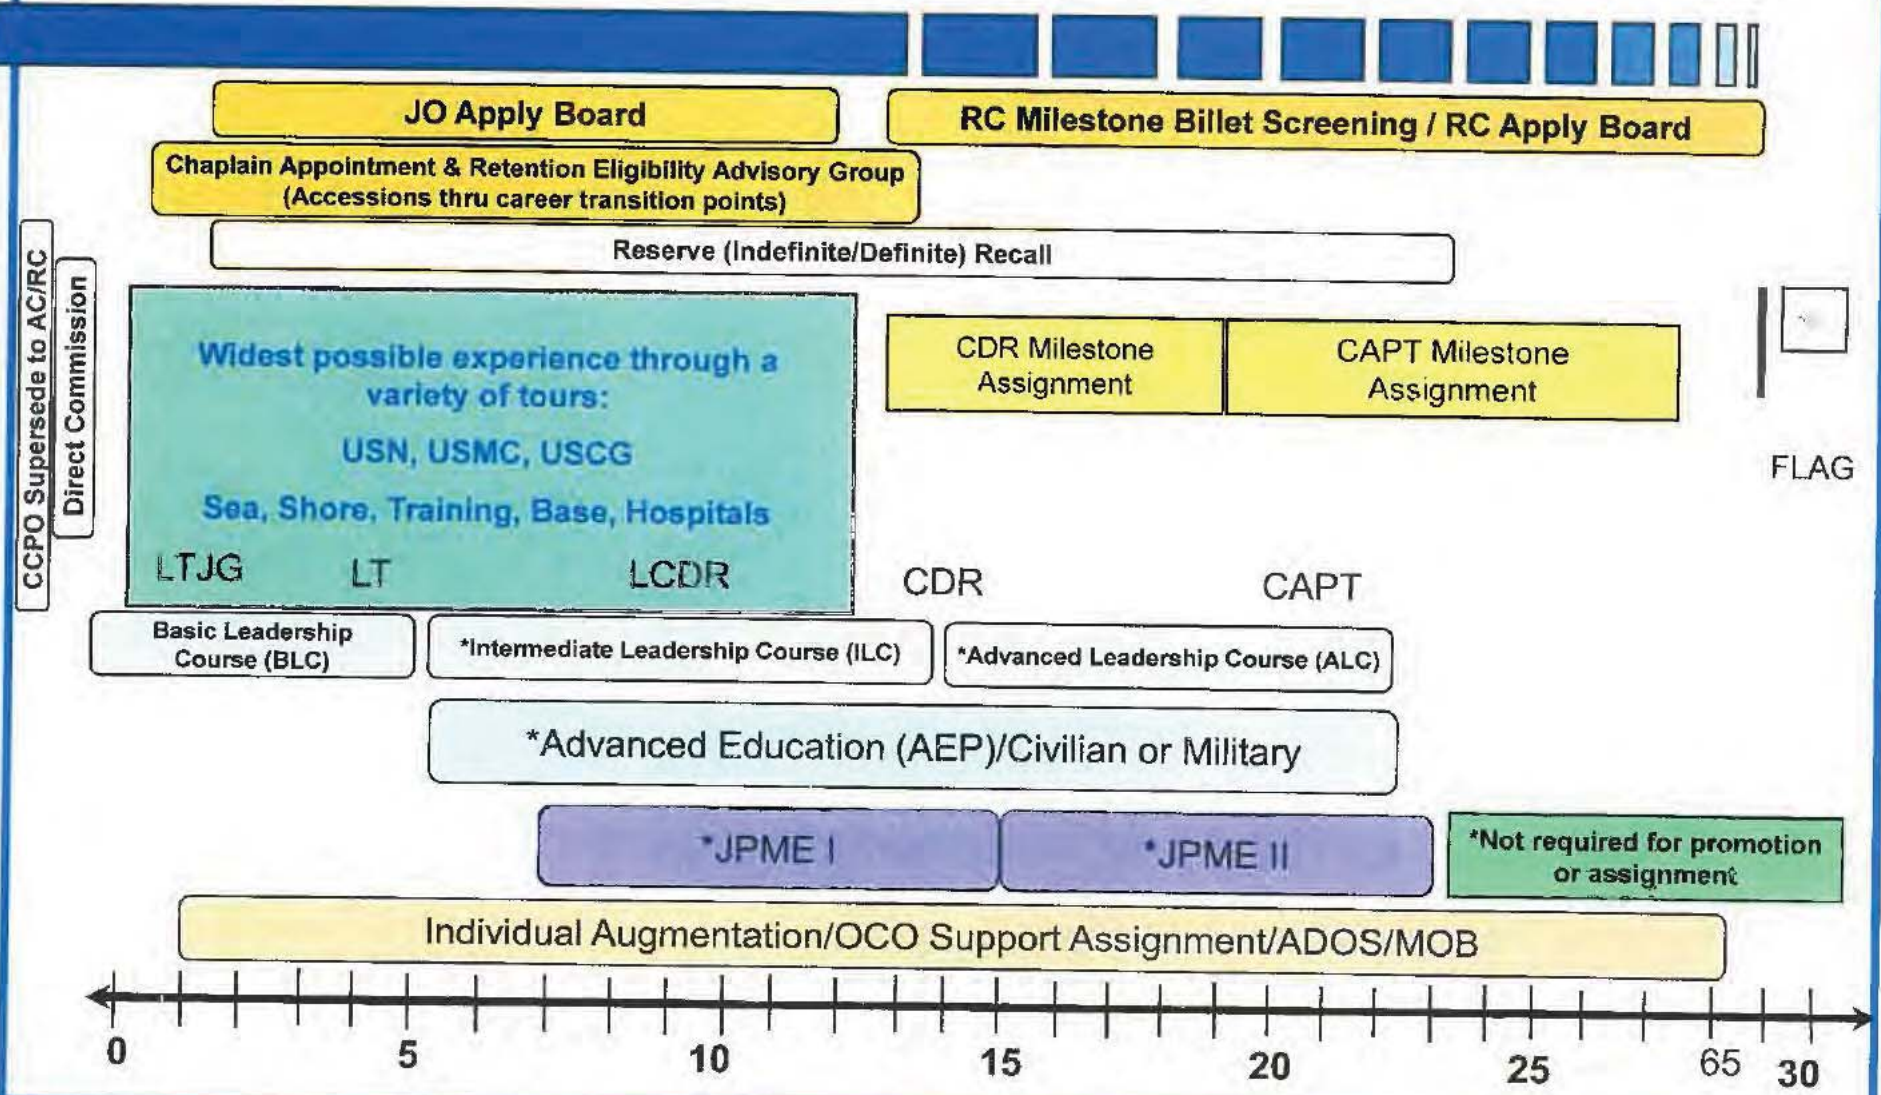 JO Apply Board
RC Milestone Billet Screening / RC Apply Board
Chaplain Appointment & Retention Eligibility Advisory Group
(Accessions thru career transition points)
Reserve (Indefinite/Definite) Recall
CCPO Supersede to AC/RC
Direct Commission
Widest possible experience through a
variety of tours:
USN, USMC, USCG
Sea, Shore, Training, Base, Hospitals
LTJG LT LCDR
CDR Milestone
Assignment
CAPT Milestone
Assignment
FLAG
CDR CAPT
Basic Leadership
Course (BLC)
*Intermediate Leadership Course (ILC)
*Advanced Leadership Course (ALC)
*Advanced Education (AEP)/Civilian or Military
*JPME I
*JPME II
*Not required for promotion
or assignment
Individual Augmentation/OCO Support Assignment/ADOS/MOB
0 5 10 15 20 25 65 30